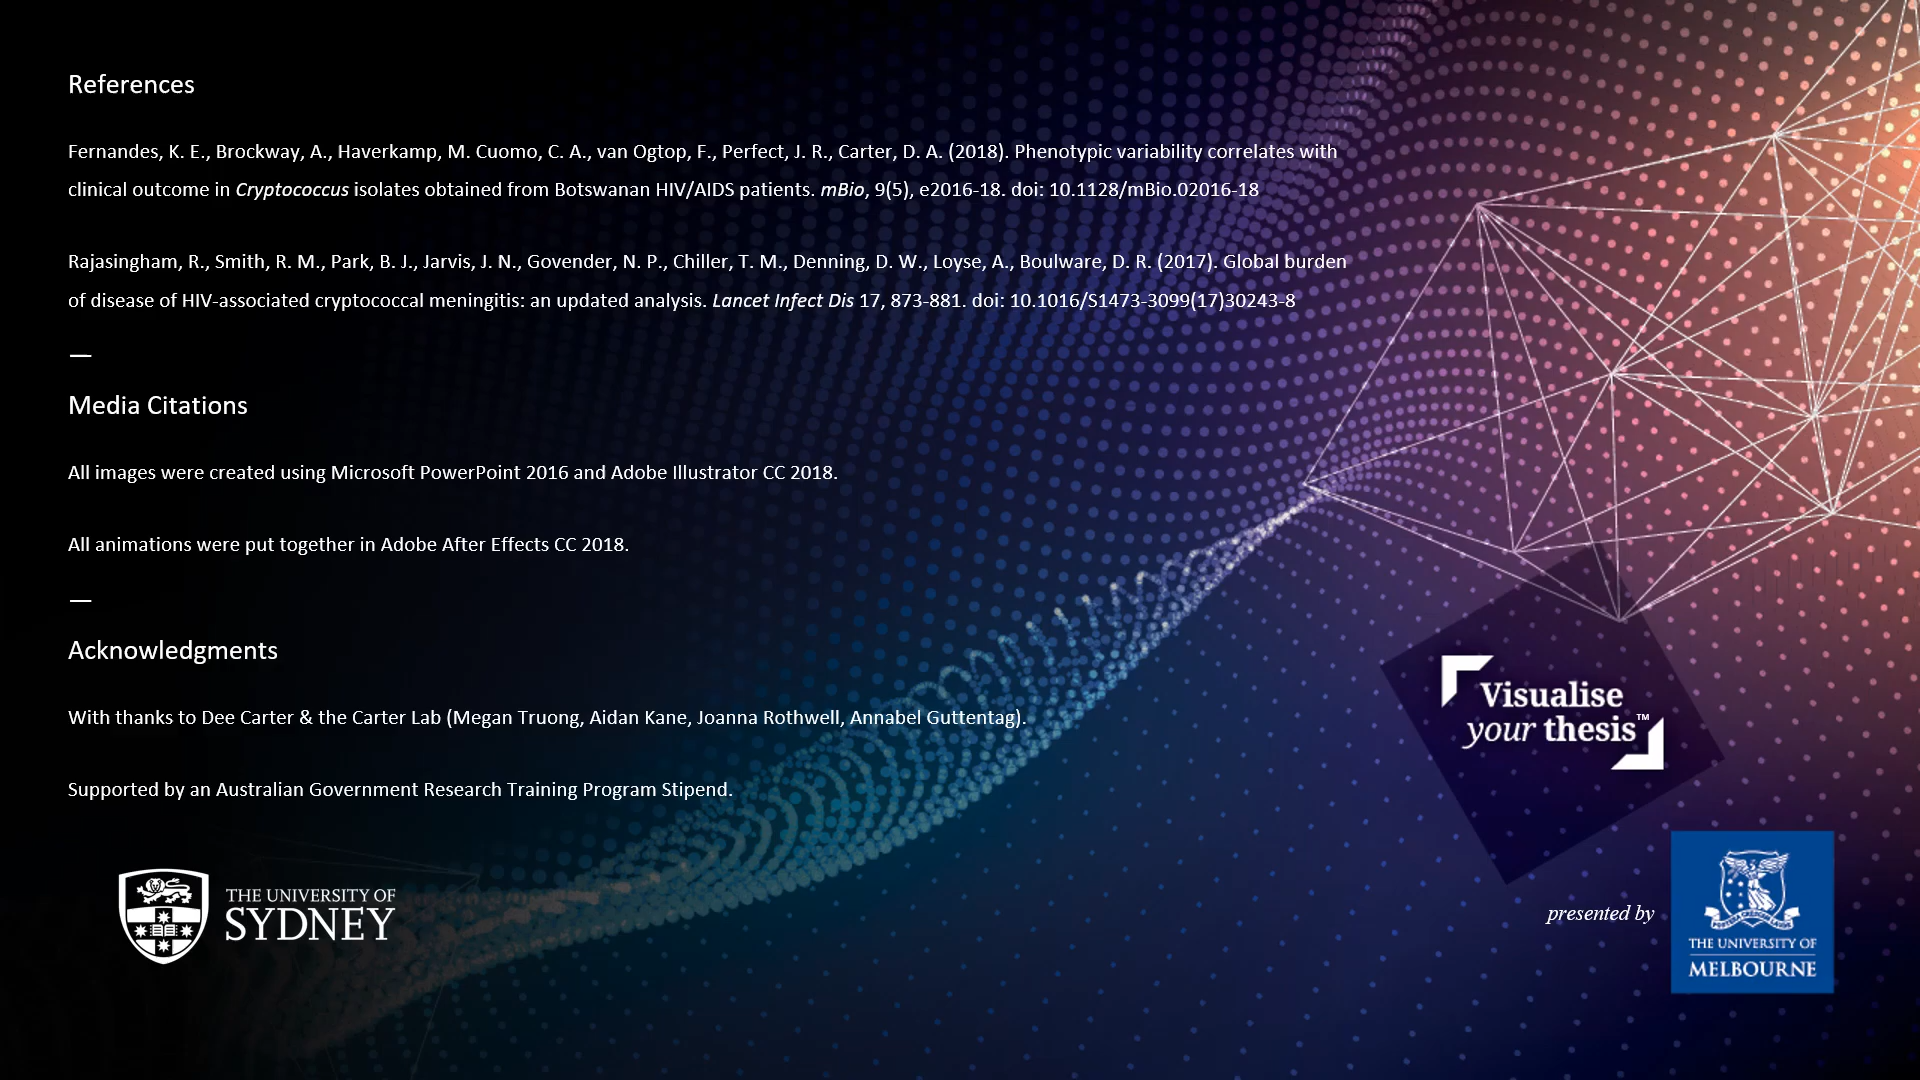 References
Fernandes, K. E., Brockway, A., Haverkamp, M. Cuomo, C. A., van Ogtop, F., Perfect, J. R., Carter, D. A. (2018). Phenotypic variability correlates with
clinical outcome in Cryptococcus isolates obtained from Botswanan HIV/AIDS patients. mBio, 9(5), e2016-18. doi: 10.1128/mBio.02016-18
Rajasingham, R., Smith, R. M., Park, B. J., Jarvis, J. N., Govender, N. P., Chiller, T. M., Denning, D. W., Loyse, A., Boulware, D. R. (2017). Global burden
of disease of HIV-associated cryptococcal meningitis: an updated analysis. Lancet Infect Dis 17, 873-881. doi: 10.1016/S1473-3099(17)30243-8
—
Media Citations
All images were created using Microsoft PowerPoint 2016 and Adobe Illustrator CC 2018.
All animations were put together in Adobe After Effects CC 2018.
—
Acknowledgments
With thanks to Dee Carter & the Carter Lab (Megan Truong, Aidan Kane, Joanna Rothwell, Annabel Guttentag).
Supported by an Australian Government Research Training Program Stipend.
THE UNIVERSITY OF
SYDNEY
Visualise
your thesis™
presented by
THE UNIVERSITY OF
MELBOURNE